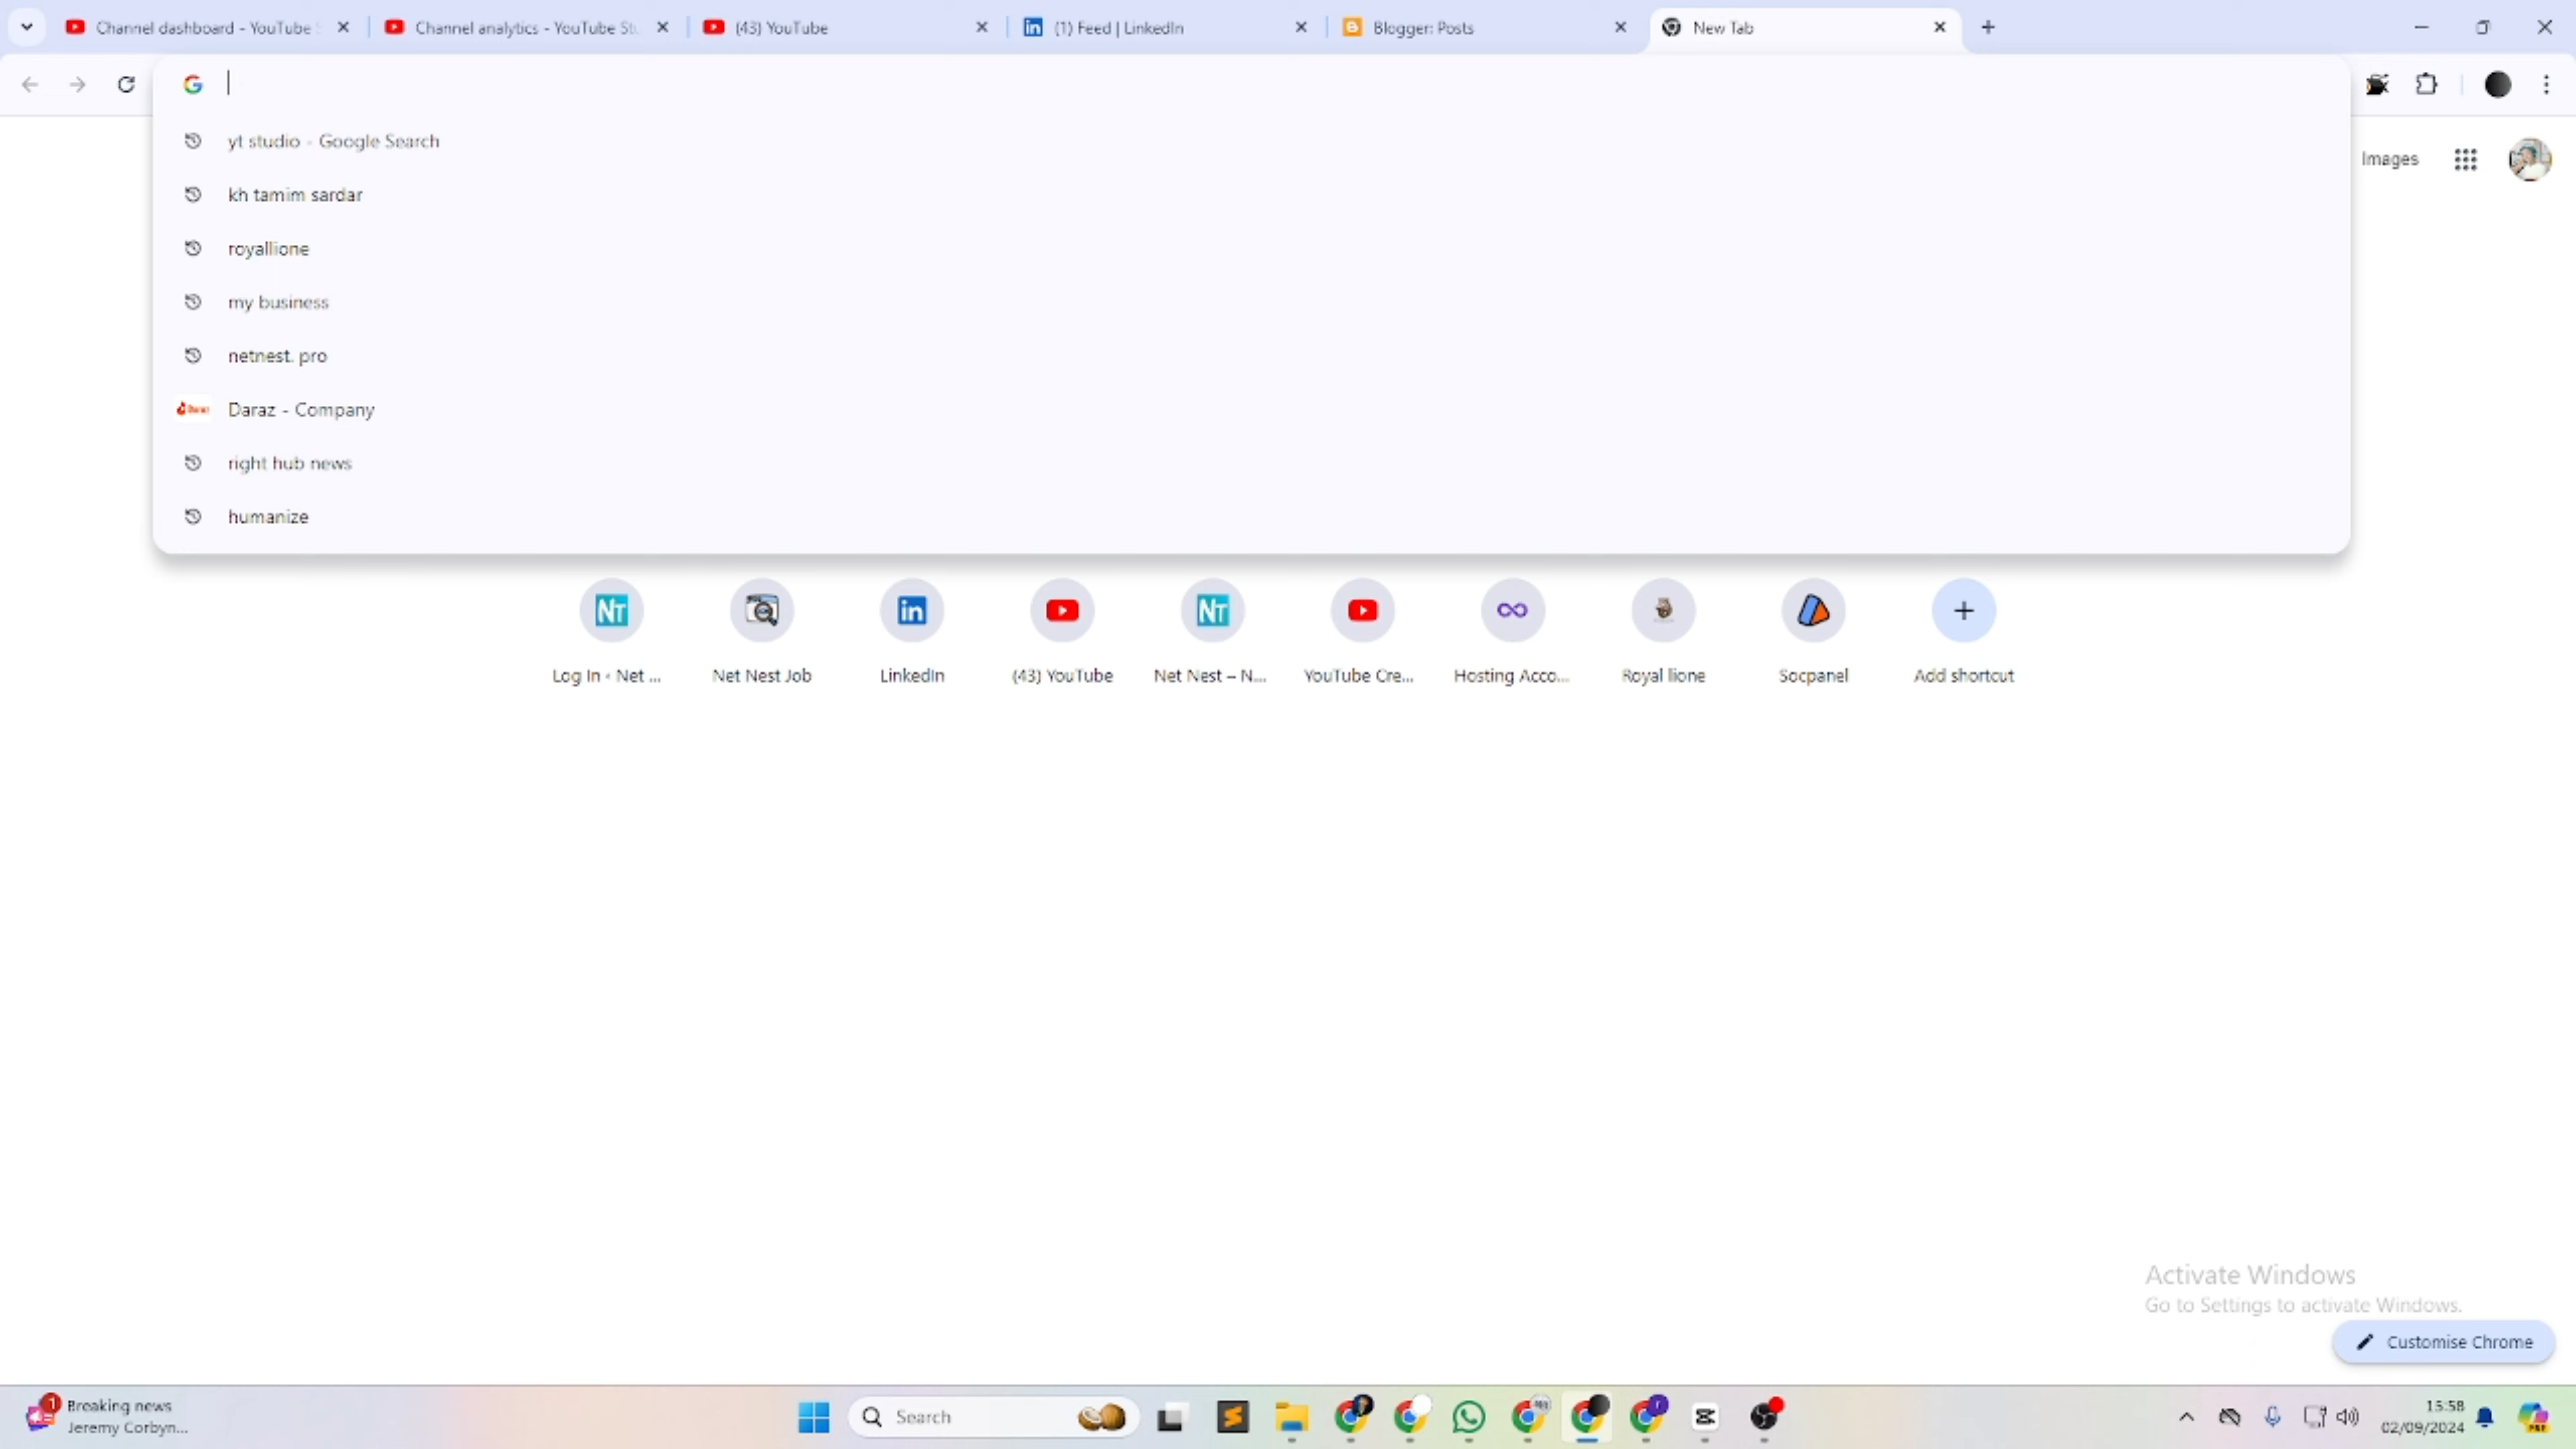 Channel dashboard - YouTube S
Channel analytics - YouTube Stu
(43) YouTube
(1) Feed | LinkedIn
Blogger: Posts
New Tab
yt studio - Google Search
kh tamim sardar
royallione
my business
netnest. pro
Daraz - Company
right hub news
humanize
Images
Log In ‹ Net ...
Net Nest Job
LinkedIn
(43) YouTube
Net Nest – N...
YouTube Cre...
Hosting Acco...
Royal lione
Socpanel
Add shortcut
Activate Windows
Go to Settings to activate Windows.
Customise Chrome
1
Breaking news
Jeremy Corbyn...
Search
15:58
02/09/2024